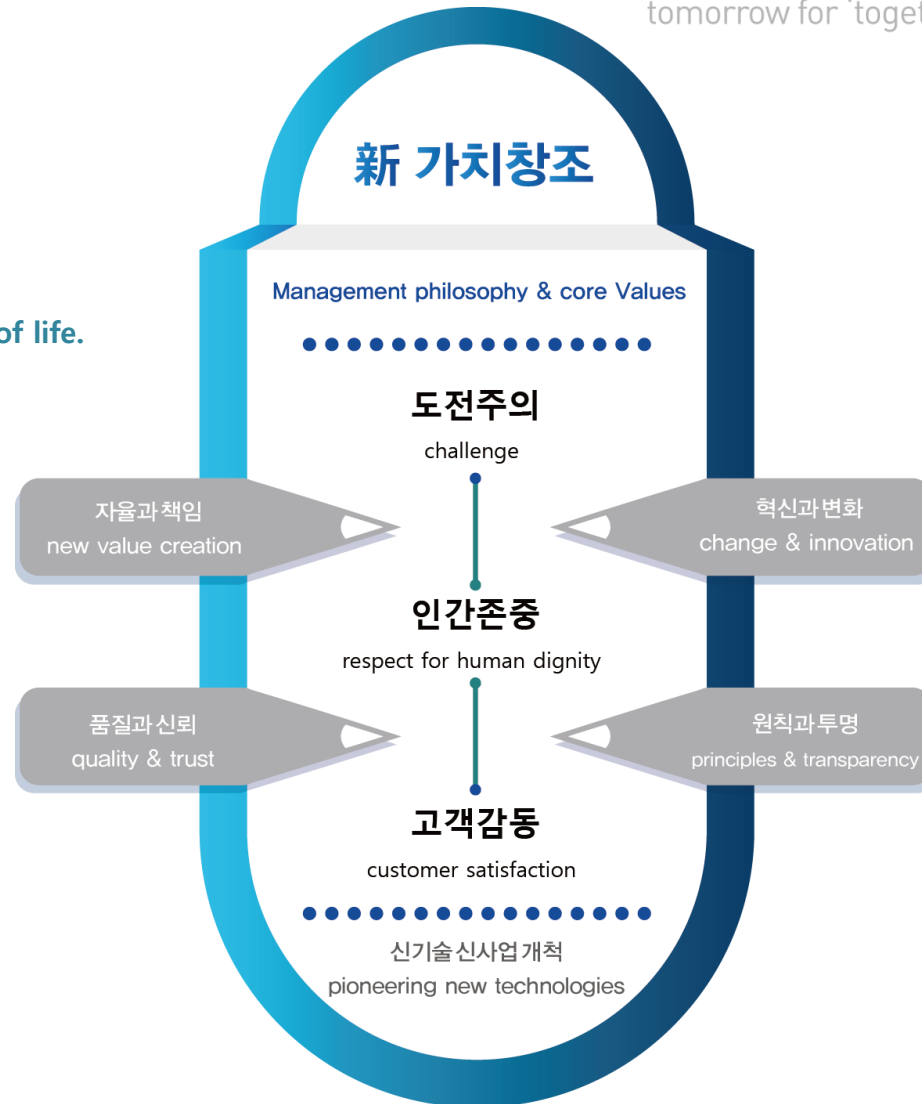 tomorrow for 'toget
新 가치창조
Management philosophy & core Values
of life.
도전주의
challenge
자율과 책임
new value creation
혁신과 변화
change & innovation
인간존중
respect for human dignity
품질과 신뢰
quality & trust
원칙과 투명
principles & transparency
고객감동
customer satisfaction
신기술 신사업 개척
pioneering new technologies